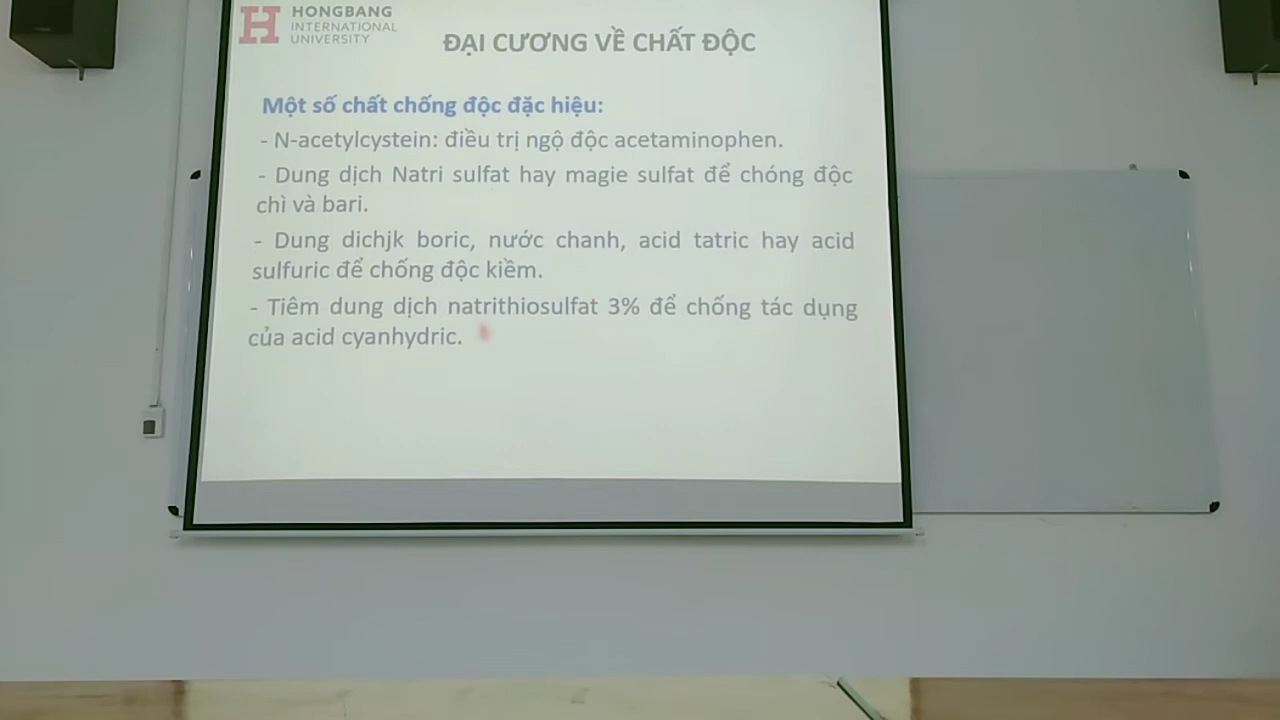 HONGBANG
INTERNATIONAL
UNIVERSITY
ĐẠI CƯƠNG VỀ CHẤT ĐỘC
Một số chất chống độc đặc hiệu:
- N-acetylcystein: điều trị ngộ độc acetaminophen.
- Dung dịch Natri sulfat hay magie sulfat để chóng độc
chì và bari.
- Dung dichjk boric, nước chanh, acid tatric hay acid
sulfuric để chống độc kiềm.
- Tiêm dung dịch natrithiosulfat 3% để chống tác dụng
của acid cyanhydric.